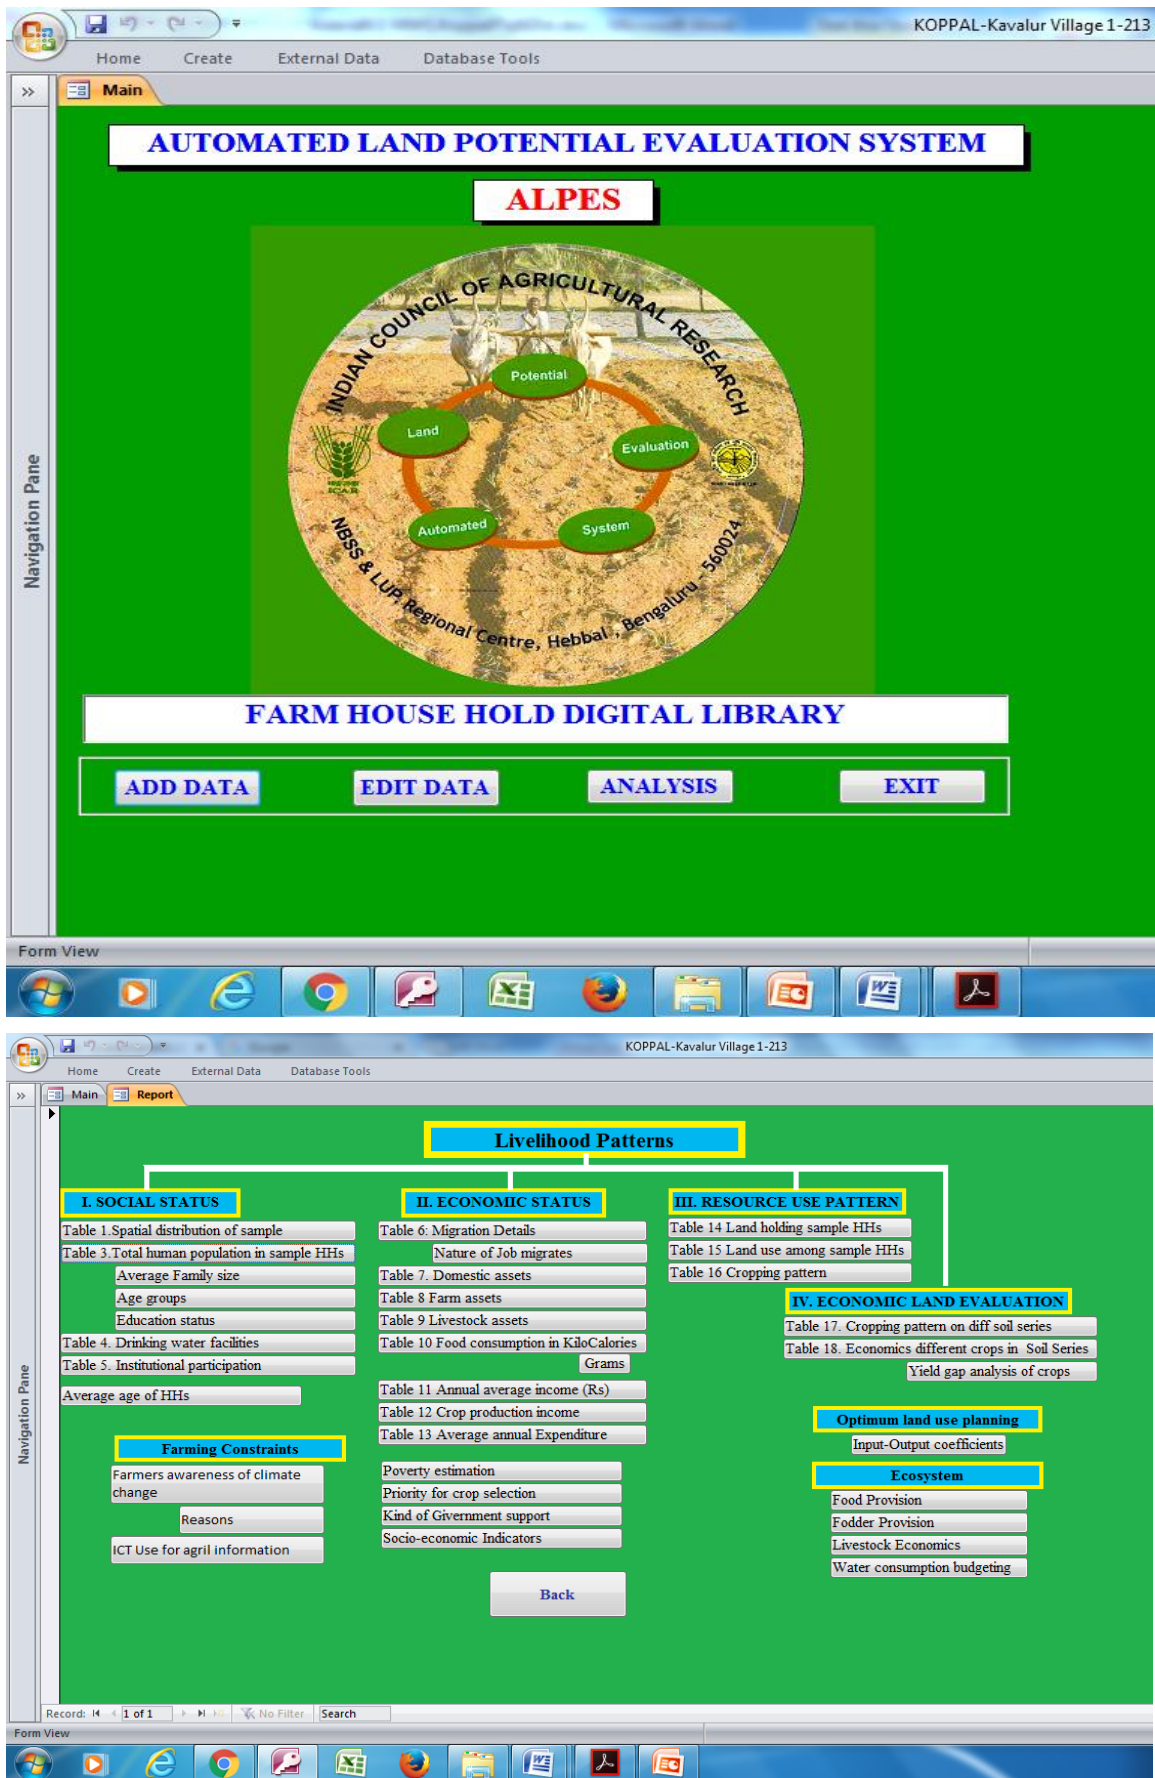 KOPPAL-Kavalur Village 1-213
Home Create External Data Database Tools
» Main
AUTOMATED LAND POTENTIAL EVALUATION SYSTEM
ALPES
INDIAN COUNCIL OF AGRICULTURAL RESEARCH
Potential
Land
Evaluation
ICAR
Automated
System
NBSS & LUP, Regional Centre, Hebbal , Bengaluru - 560024
Navigation Pane
FARM HOUSE HOLD DIGITAL LIBRARY
ADD DATA EDIT DATA ANALYSIS EXIT
Form View
KOPPAL-Kavalur Village 1-213
Home Create External Data Database Tools
» Main Report
Livelihood Patterns
I. SOCIAL STATUS
Table 1.Spatial distribution of sample
Table 3.Total human population in sample HHs
Average Family size
Age groups
Education status
Table 4. Drinking water facilities
Table 5. Institutional participation
Average age of HHs
Farming Constraints
Farmers awareness of climate
change
Reasons
ICT Use for agril information
II. ECONOMIC STATUS
Table 6: Migration Details
Nature of Job migrates
Table 7. Domestic assets
Table 8 Farm assets
Table 9 Livestock assets
Table 10 Food consumption in KiloCalories
Grams
Table 11 Annual average income (Rs)
Table 12 Crop production income
Table 13 Average annual Expenditure
Poverty estimation
Priority for crop selection
Kind of Givernment support
Socio-economic Indicators
Back
III. RESOURCE USE PATTERN
Table 14 Land holding sample HHs
Table 15 Land use among sample HHs
Table 16 Cropping pattern
IV. ECONOMIC LAND EVALUATION
Table 17. Cropping pattern on diff soil series
Table 18. Economics different crops in Soil Series
Yield gap analysis of crops
Optimum land use planning
Input-Output coefficients
Ecosystem
Food Provision
Fodder Provision
Livestock Economics
Water consumption budgeting
Navigation Pane
Record: 1 of 1 No Filter Search
Form View